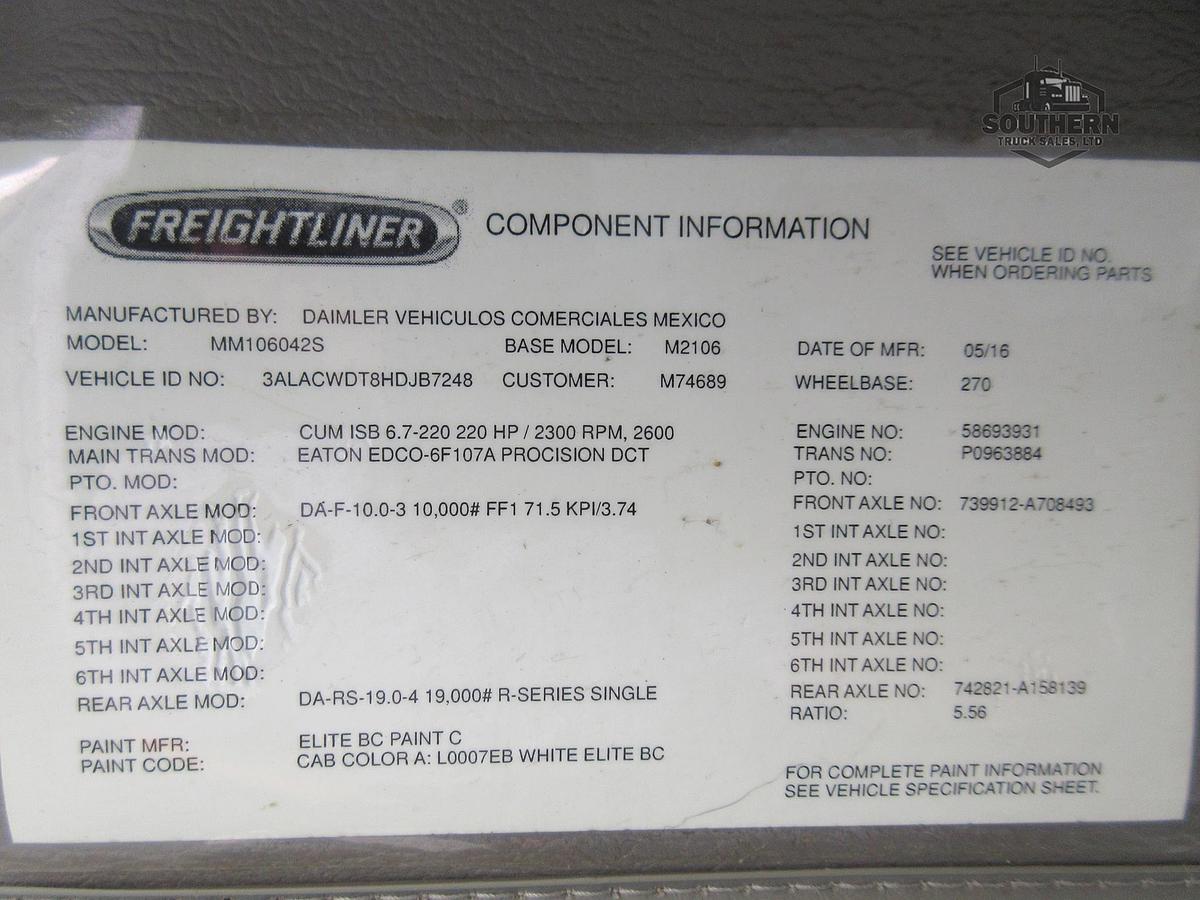 SOUTHERN
TRUCK SALES, LTD
FREIGHTLINER® COMPONENT INFORMATION
SEE VEHICLE ID NO.
WHEN ORDERING PARTS
MANUFACTURED BY: DAIMLER VEHICULOS COMERCIALES MEXICO
MODEL: MM106042S BASE MODEL: M2106 DATE OF MFR: 05/16
VEHICLE ID NO: 3ALACWDT8HDJB7248 CUSTOMER: M74689 WHEELBASE: 270
ENGINE MOD: CUM ISB 6.7-220 220 HP / 2300 RPM, 2600 ENGINE NO: 58693931
MAIN TRANS MOD: EATON EDCO-6F107A PROCISION DCT TRANS NO: P0963884
PTO. MOD: PTO. NO:
FRONT AXLE MOD: DA-F-10.0-3 10,000# FF1 71.5 KPI/3.74 FRONT AXLE NO: 739912-A708493
1ST INT AXLE MOD: 1ST INT AXLE NO:
2ND INT AXLE MOD: 2ND INT AXLE NO:
3RD INT AXLE MOD: 3RD INT AXLE NO:
4TH INT AXLE MOD: 4TH INT AXLE NO:
5TH INT AXLE MOD: 5TH INT AXLE NO:
6TH INT AXLE MOD: 6TH INT AXLE NO:
REAR AXLE MOD: DA-RS-19.0-4 19,000# R-SERIES SINGLE REAR AXLE NO: 742821-A158139
RATIO: 5.56
PAINT MFR: ELITE BC PAINT C
PAINT CODE: CAB COLOR A: L0007EB WHITE ELITE BC
FOR COMPLETE PAINT INFORMATION
SEE VEHICLE SPECIFICATION SHEET.